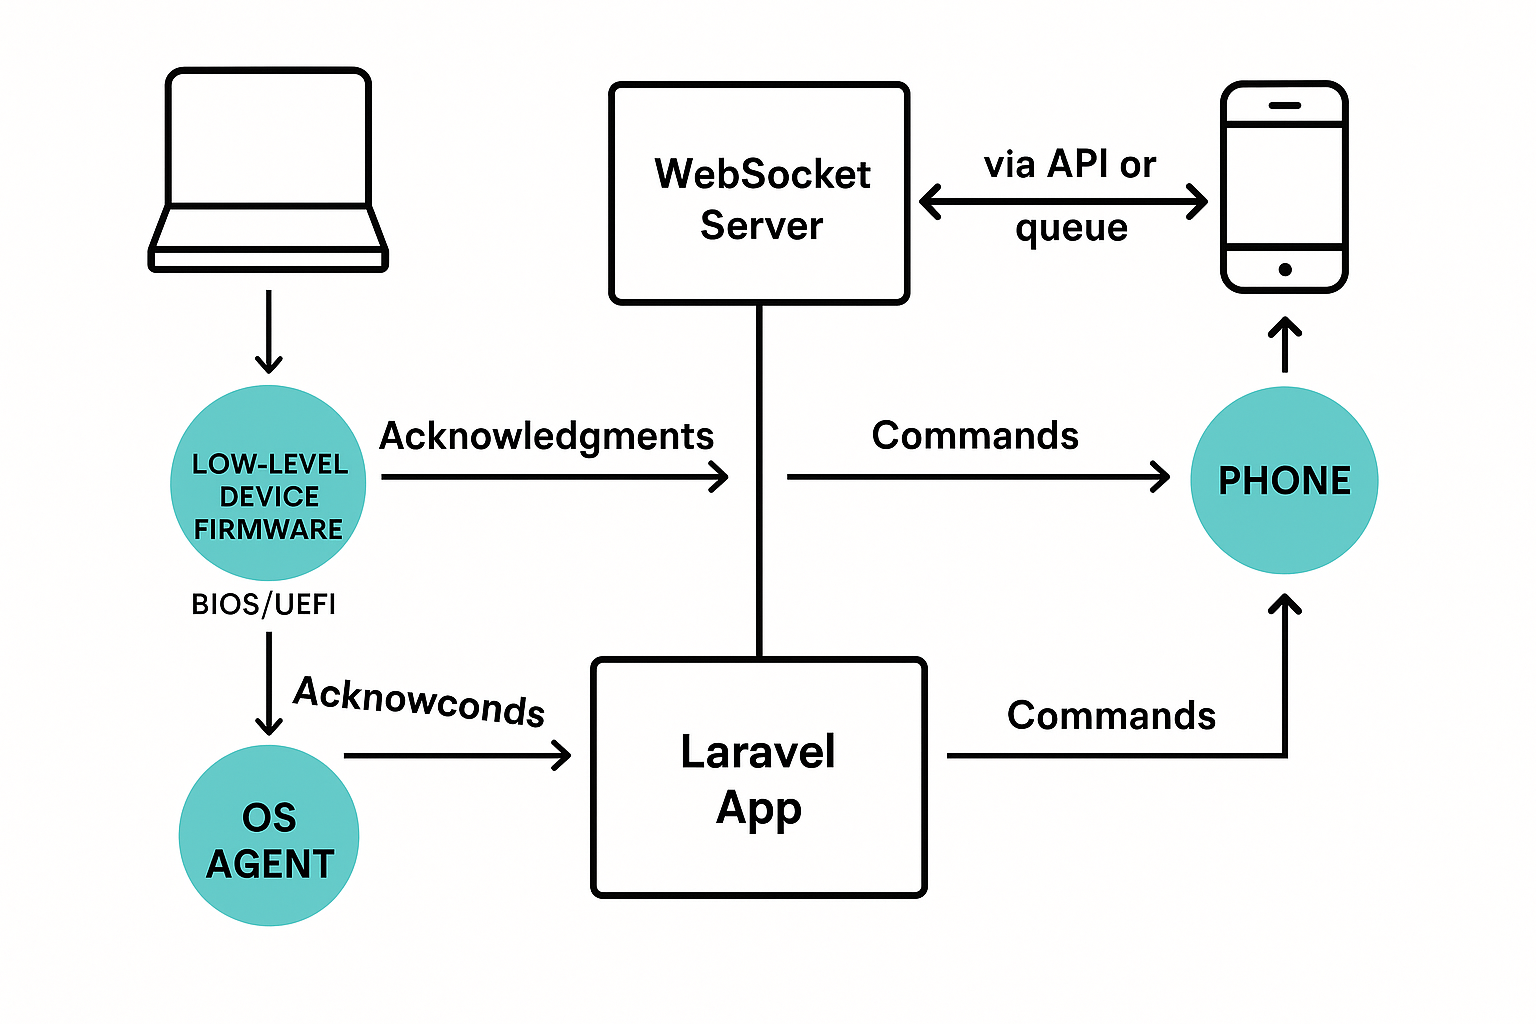 WebSocket
Server
via API or
queue
Acknowledgments
Commands
LOW-LEVEL
DEVICE
FIRMWARE
PHONE
BIOS/UEFI
Acknowconds
Commands
Laravel
App
OS
AGENT